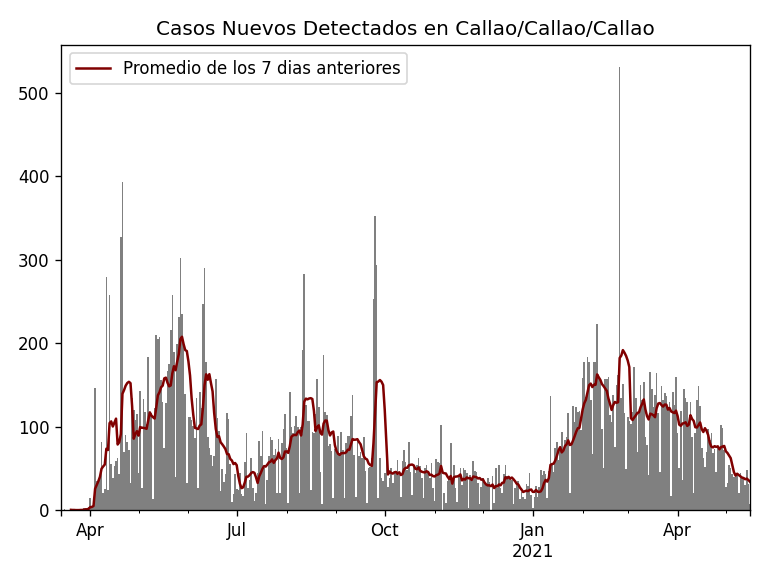 Casos Nuevos Detectados en Callao/Callao/Callao
Promedio de los 7 dias anteriores
500
400
300
200
100
0
Apr
Jul
Oct
Jan
2021
Apr